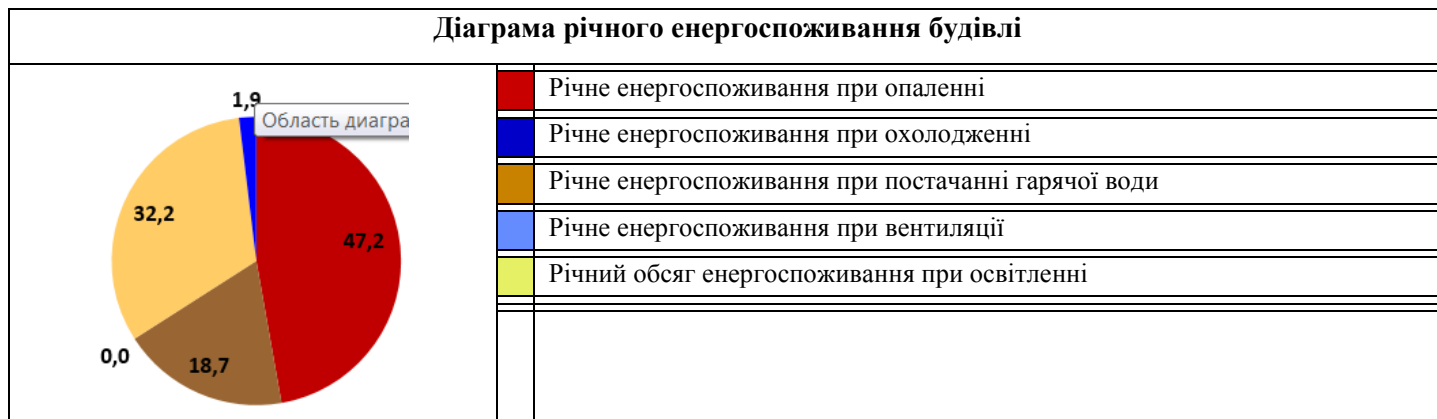 Діаграма річного енергоспоживання будівлі
1,9
Область диагра
32,2
47,2
0,0
18,7
Річне енергоспоживання при опаленні
Річне енергоспоживання при охолодженні
Річне енергоспоживання при постачанні гарячої води
Річне енергоспоживання при вентиляції
Річний обсяг енергоспоживання при освітленні